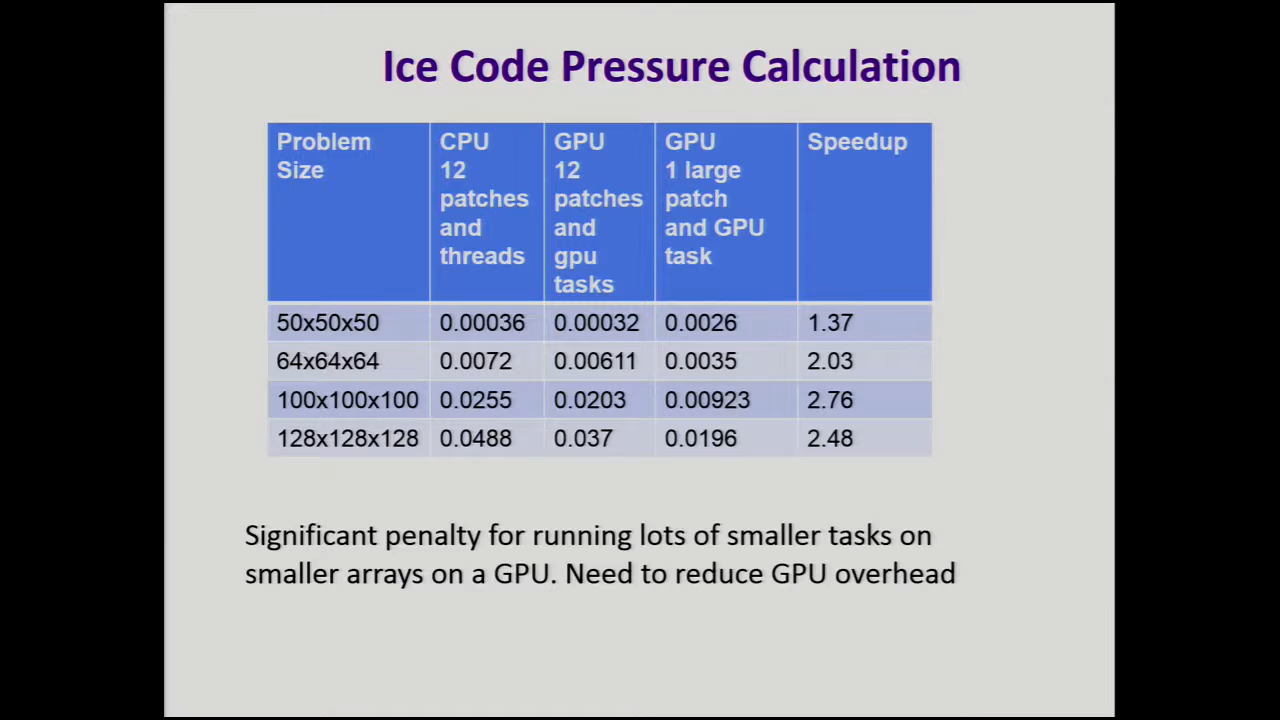 Ice Code Pressure Calculation
Problem Size | CPU 12 patches and threads | GPU 12 patches and gpu tasks | GPU 1 large patch and GPU task | Speedup
50x50x50 | 0.00036 | 0.00032 | 0.0026 | 1.37
64x64x64 | 0.0072 | 0.00611 | 0.0035 | 2.03
100x100x100 | 0.0255 | 0.0203 | 0.00923 | 2.76
128x128x128 | 0.0488 | 0.037 | 0.0196 | 2.48
Significant penalty for running lots of smaller tasks on
smaller arrays on a GPU. Need to reduce GPU overhead